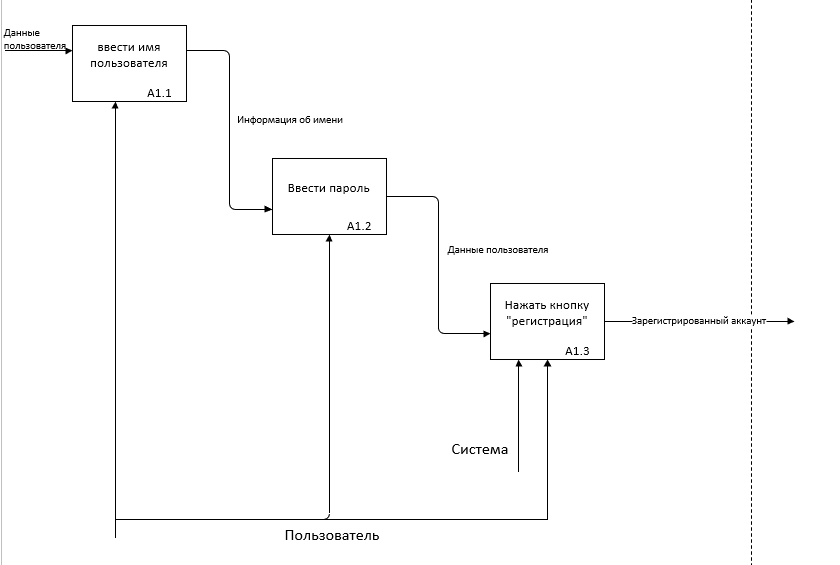 Данные
пользователя
ввести имя
пользователя
A1.1
Информация об имени
Ввести пароль
A1.2
Данные пользователя
Нажать кнопку
"регистрация"
A1.3
Зарегистрированный аккаунт
Система
Пользователь